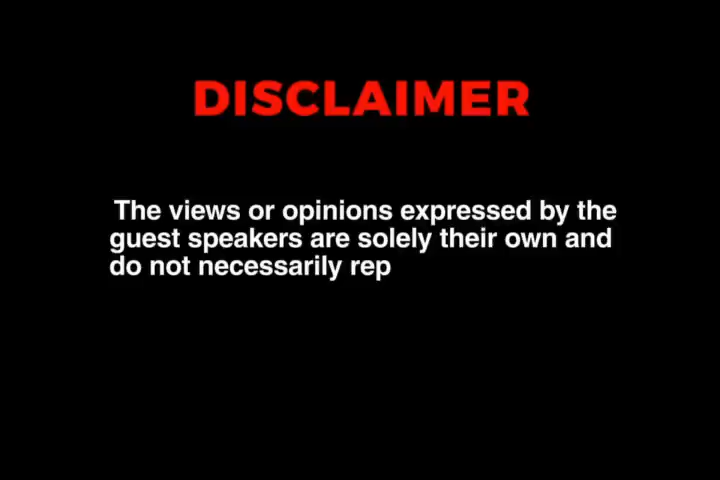 DISCLAIMER
The views or opinions expressed by the
guest speakers are solely their own and
do not necessarily rep